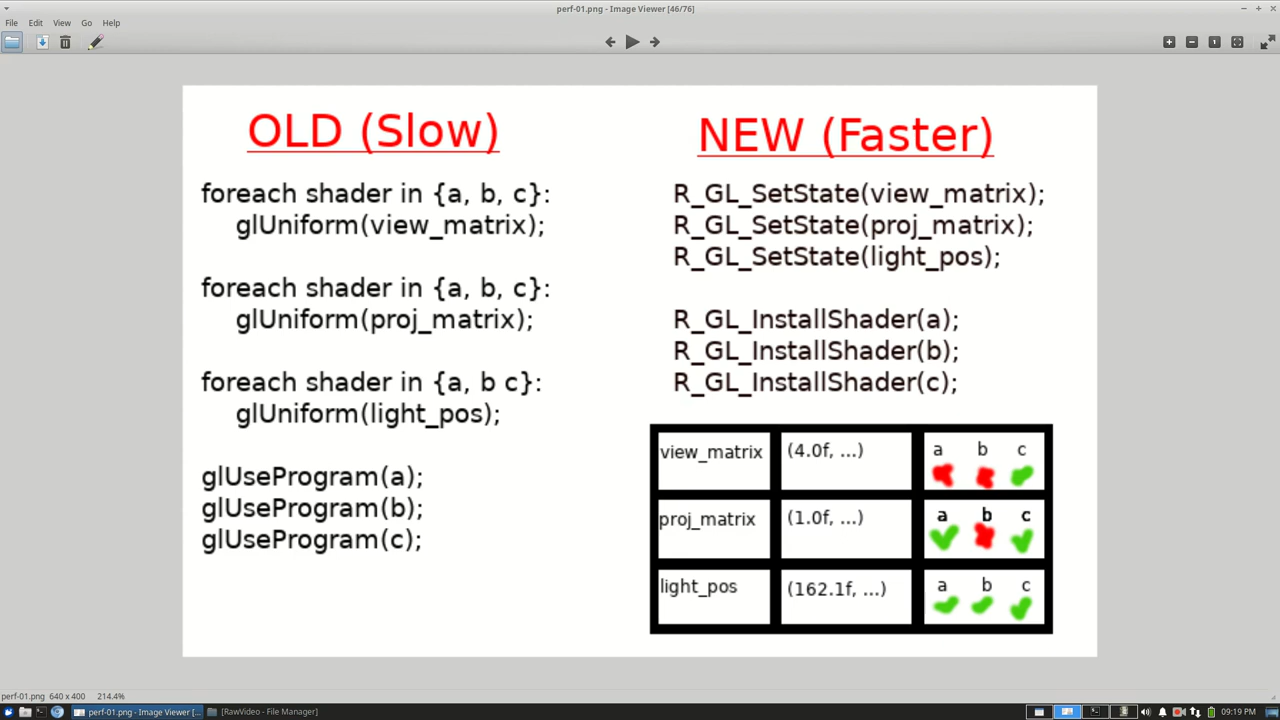 perf-01.png - Image Viewer [46/76]
File Edit View Go Help
OLD (Slow)
foreach shader in {a, b, c}:
glUniform(view_matrix);
foreach shader in {a, b, c}:
glUniform(proj_matrix);
foreach shader in {a, b c}:
glUniform(light_pos);
glUseProgram(a);
glUseProgram(b);
glUseProgram(c);
NEW (Faster)
R_GL_SetState(view_matrix);
R_GL_SetState(proj_matrix);
R_GL_SetState(light_pos);
R_GL_InstallShader(a);
R_GL_InstallShader(b);
R_GL_InstallShader(c);
view_matrix (4.0f, ...) a b c
proj_matrix (1.0f, ...) a b c
light_pos (162.1f, ...) a b c
perf-01.png 640 x 400 214.4%
perf-01.png - Image Viewer [... [RawVideo - File Manager] 09:19 PM